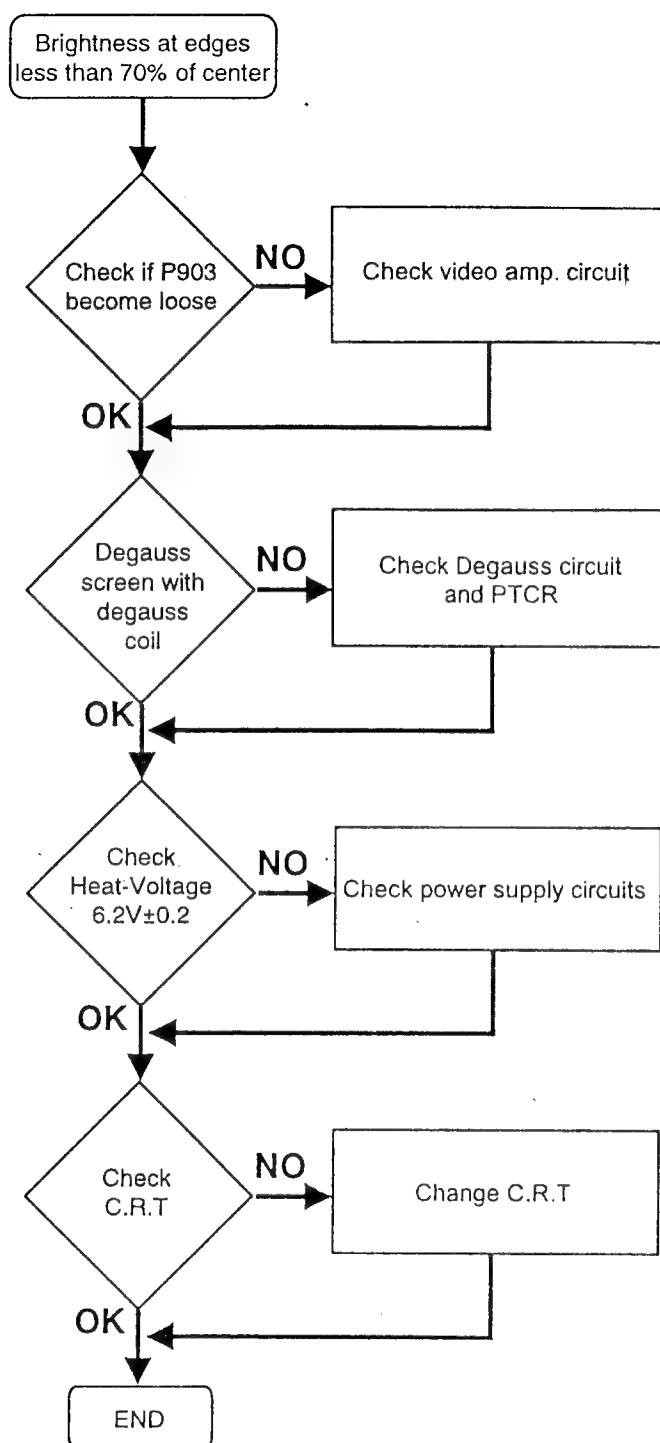 Brightness at edges
less than 70% of center
Check if P903
become loose
NO
Check video amp. circuit
OK
Degauss
screen with
degauss
coil
NO
Check Degauss circuit
and PTCR
OK
Check
Heat-Voltage
6.2V±0.2
NO
Check power supply circuits
OK
Check
C.R.T
NO
Change C.R.T
OK
END